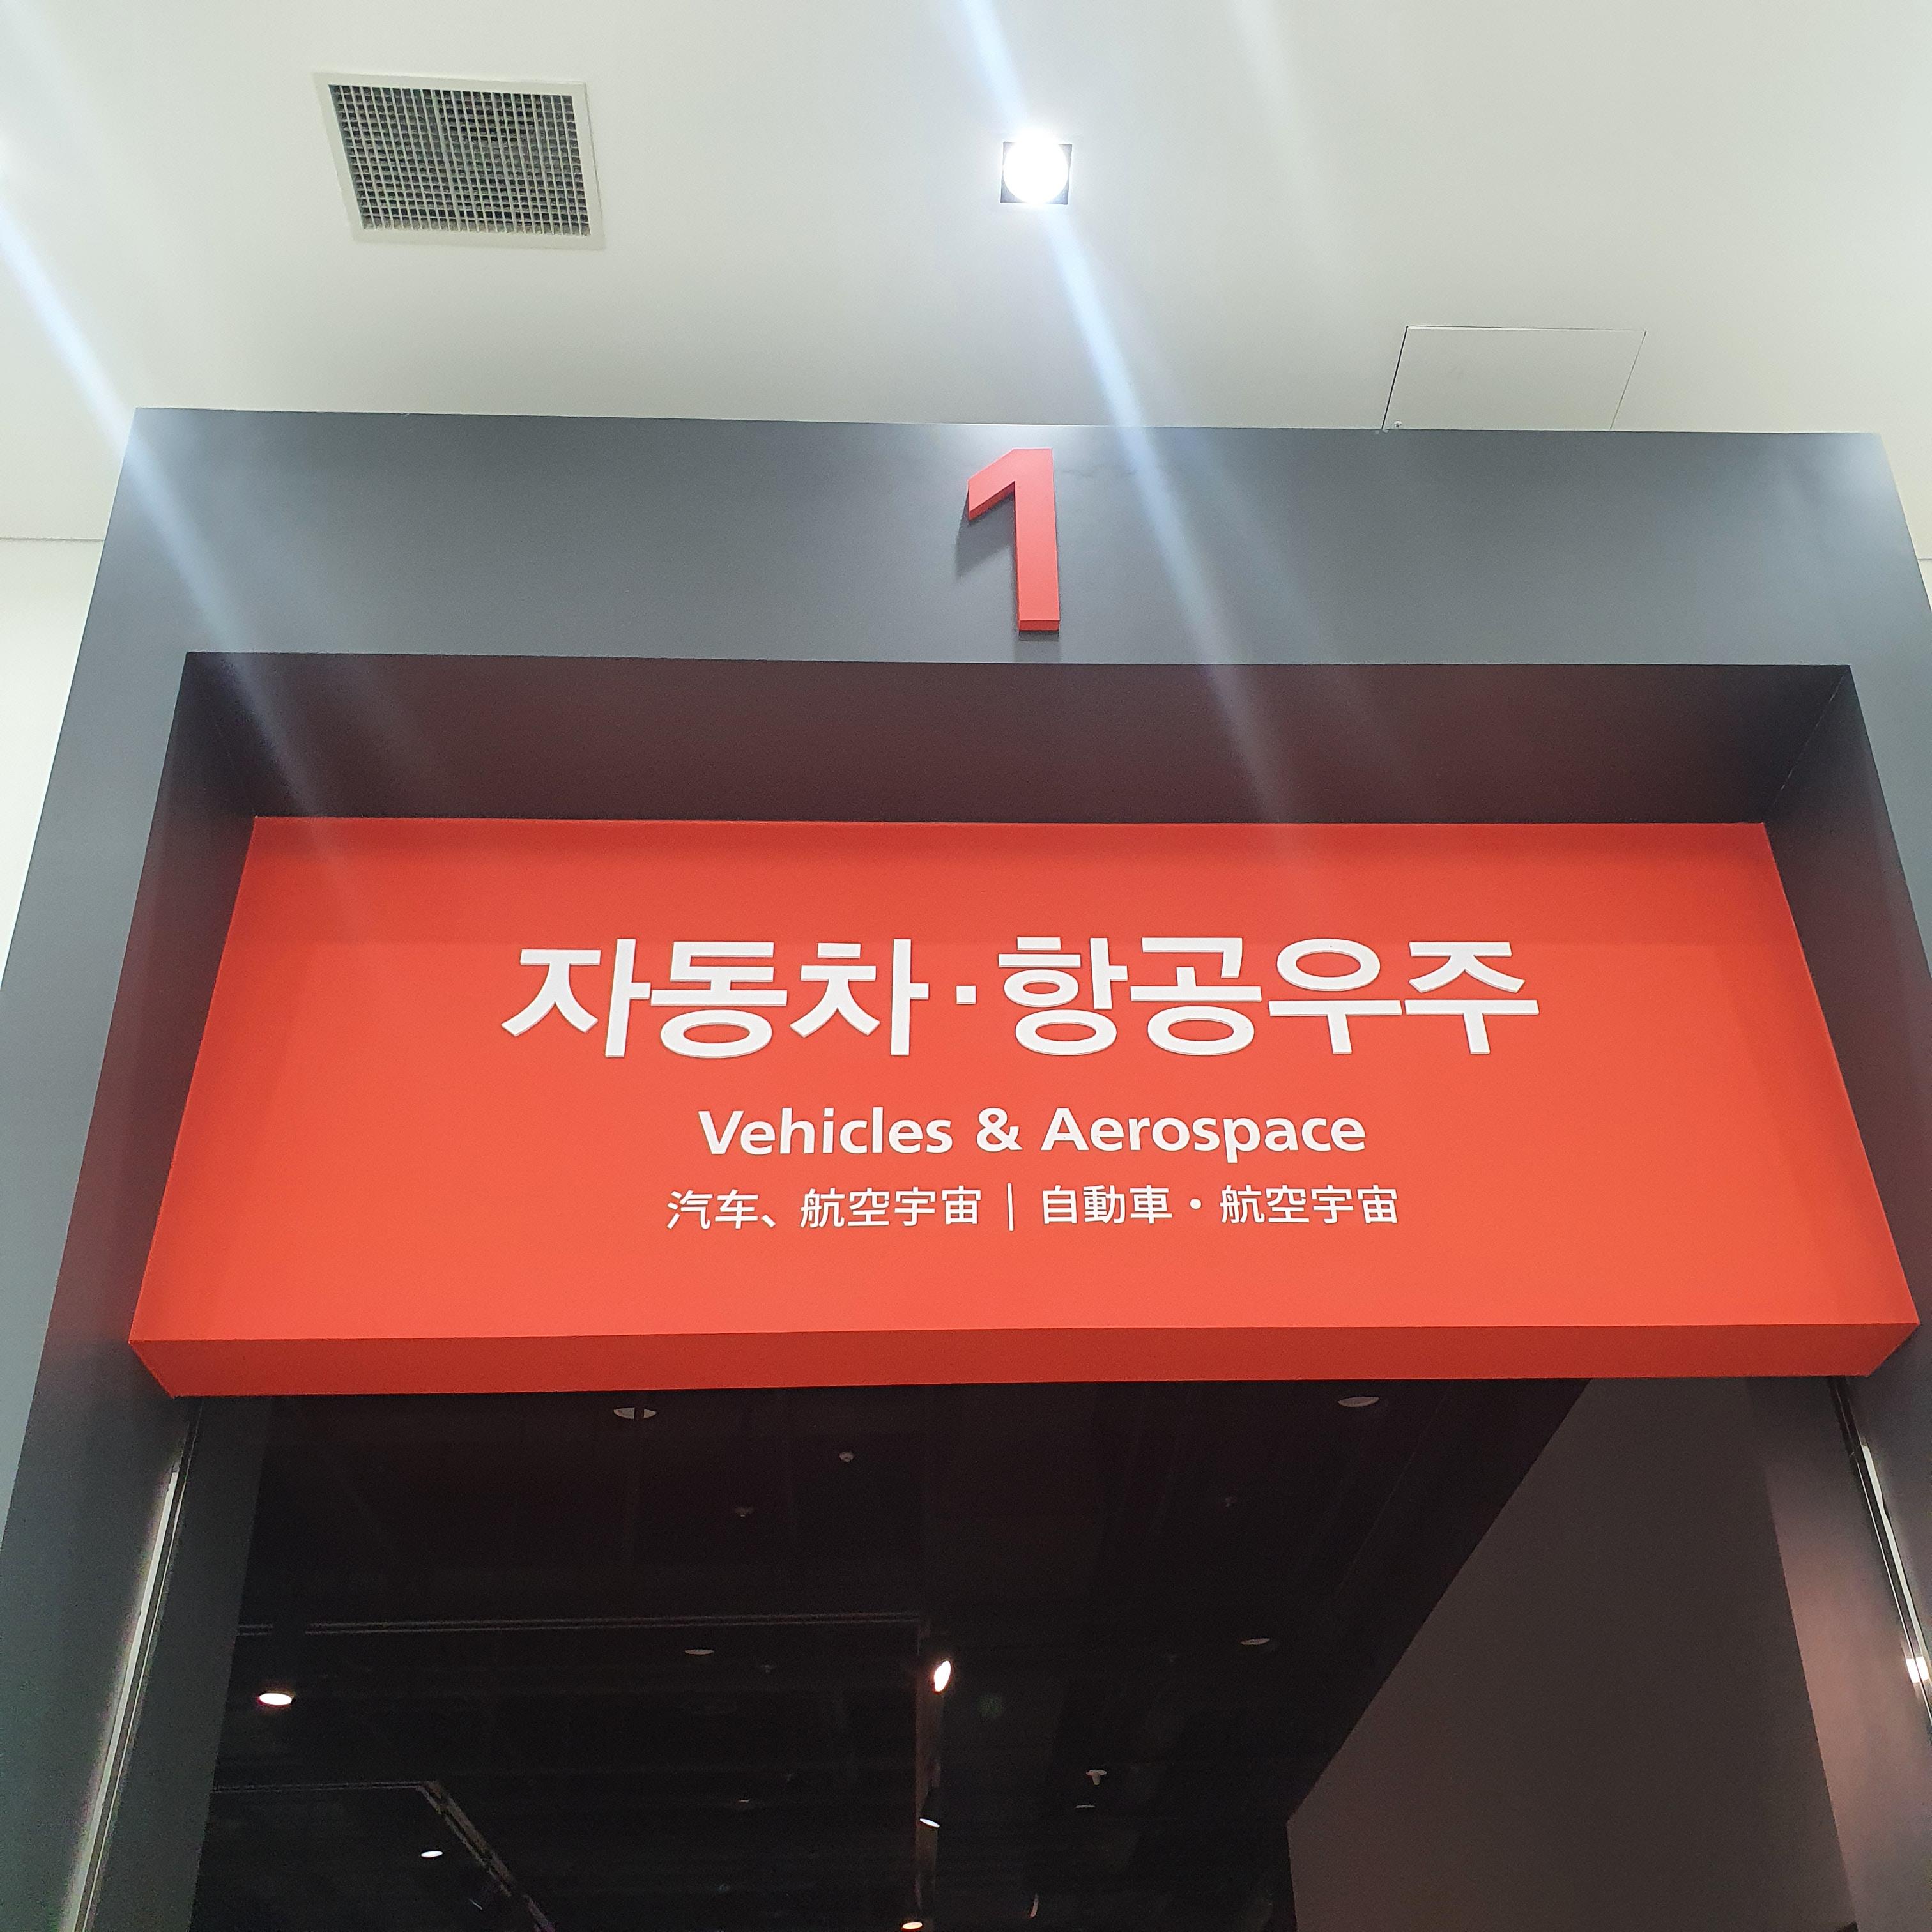 1
자동차·항공우주
Vehicles & Aerospace
汽车、航空宇宙 | 自動車・航空宇宙